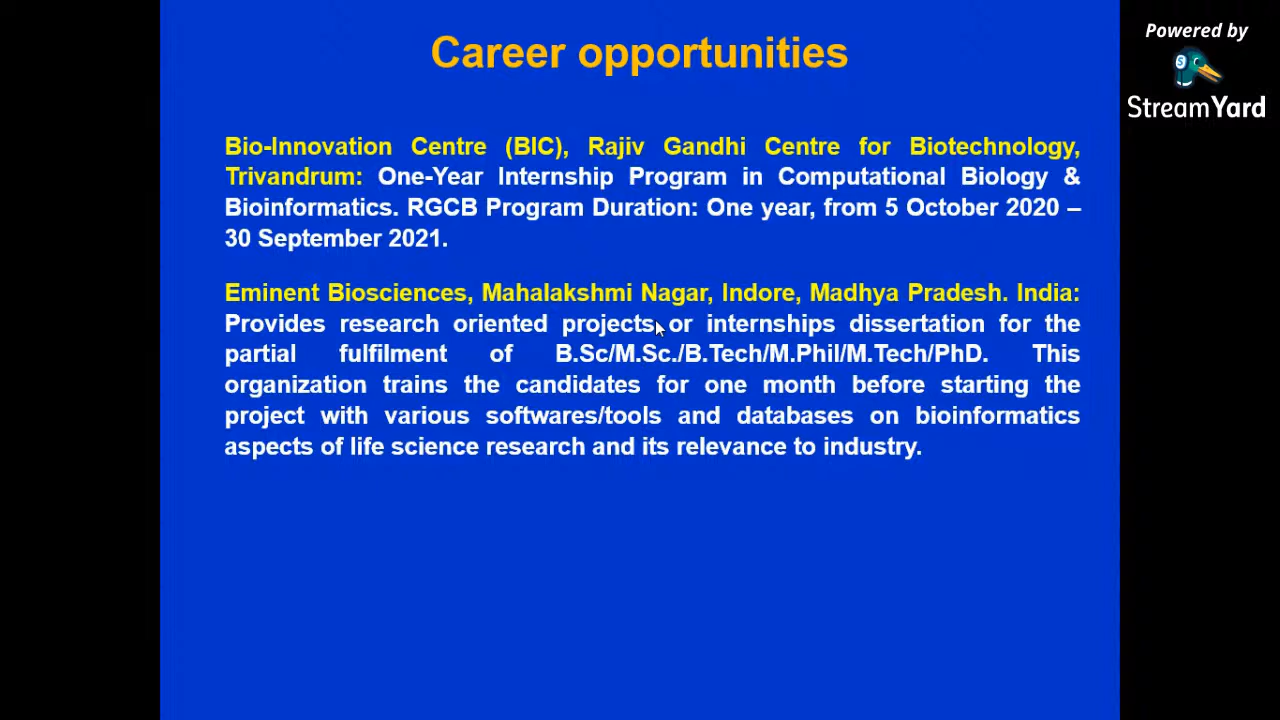 Career opportunities
Powered by
StreamYard
Bio-Innovation Centre (BIC), Rajiv Gandhi Centre for Biotechnology,
Trivandrum: One-Year Internship Program in Computational Biology &
Bioinformatics. RGCB Program Duration: One year, from 5 October 2020 –
30 September 2021.
Eminent Biosciences, Mahalakshmi Nagar, Indore, Madhya Pradesh. India:
Provides research oriented projects or internships dissertation for the
partial fulfilment of B.Sc/M.Sc./B.Tech/M.Phil/M.Tech/PhD. This
organization trains the candidates for one month before starting the
project with various softwares/tools and databases on bioinformatics
aspects of life science research and its relevance to industry.